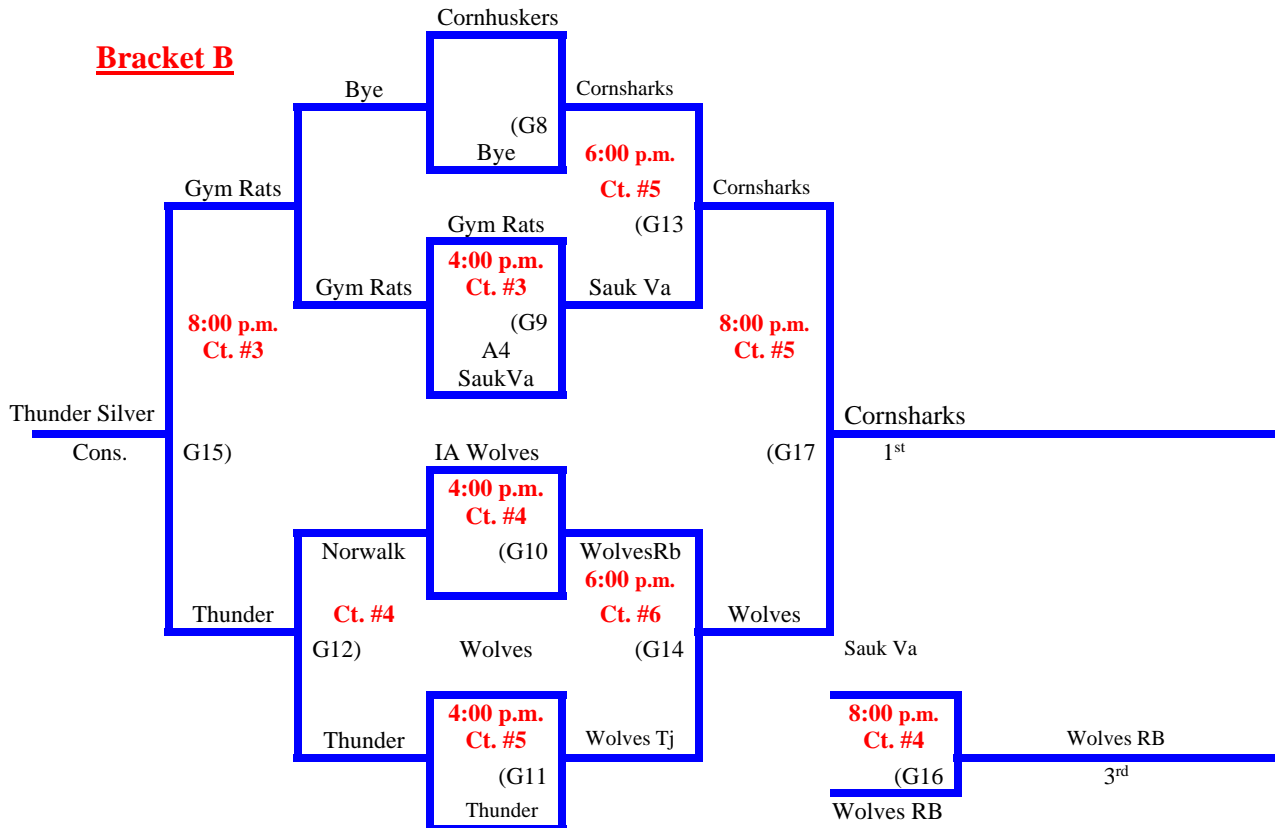 Cornhuskers
Bracket B
Bye
Cornsharks
(G8
Bye
6:00 p.m.
Ct. #5
Gym Rats
Cornsharks
Gym Rats
(G13
4:00 p.m.
Ct. #3
Gym Rats
Sauk Va
(G9
8:00 p.m.
Ct. #3
8:00 p.m.
Ct. #5
A4
SaukVa
Thunder Silver
Cornsharks
Cons.
G15)
IA Wolves
(G17
1st
4:00 p.m.
Ct. #4
Norwalk
(G10
WolvesRb
6:00 p.m.
Thunder
Ct. #4
Ct. #6
Wolves
G12)
Wolves
(G14
Sauk Va
4:00 p.m.
Ct. #5
8:00 p.m.
Ct. #4
Thunder
Wolves Tj
Wolves RB
(G11
(G16
3rd
Thunder
Wolves RB